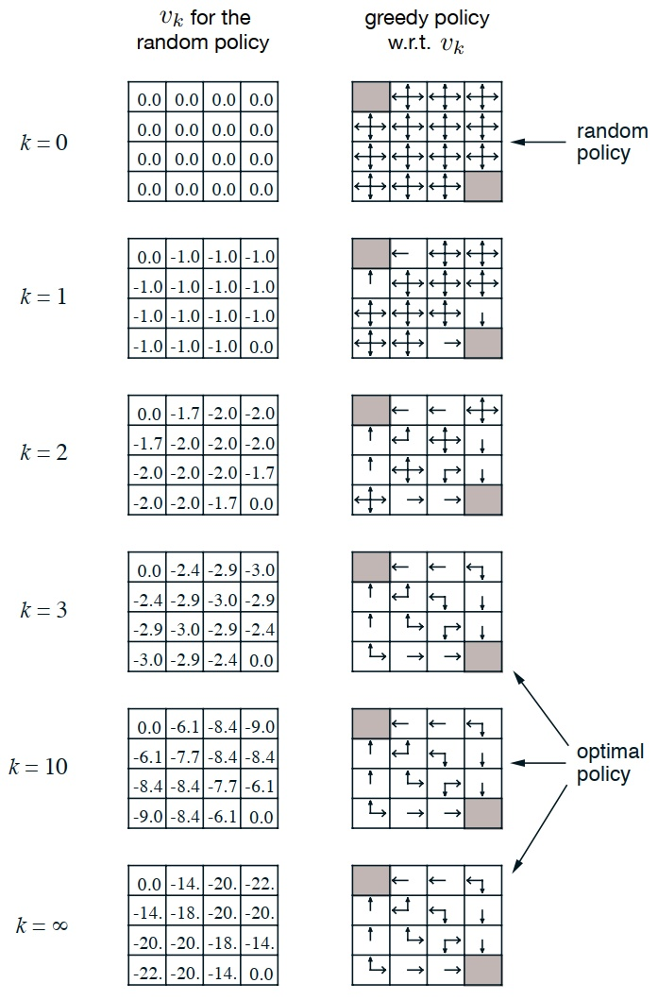 v_k for the
random policy
greedy policy
w.r.t. v_k
k = 0
0.0 0.0 0.0 0.0
0.0 0.0 0.0 0.0
0.0 0.0 0.0 0.0
0.0 0.0 0.0 0.0
random
policy
k = 1
0.0 -1.0 -1.0 -1.0
-1.0 -1.0 -1.0 -1.0
-1.0 -1.0 -1.0 -1.0
-1.0 -1.0 -1.0 0.0
k = 2
0.0 -1.7 -2.0 -2.0
-1.7 -2.0 -2.0 -2.0
-2.0 -2.0 -2.0 -1.7
-2.0 -2.0 -1.7 0.0
k = 3
0.0 -2.4 -2.9 -3.0
-2.4 -2.9 -3.0 -2.9
-2.9 -3.0 -2.9 -2.4
-3.0 -2.9 -2.4 0.0
k = 10
0.0 -6.1 -8.4 -9.0
-6.1 -7.7 -8.4 -8.4
-8.4 -8.4 -7.7 -6.1
-9.0 -8.4 -6.1 0.0
optimal
policy
k = ∞
0.0 -14. -20. -22.
-14. -18. -20. -20.
-20. -20. -18. -14.
-22. -20. -14. 0.0